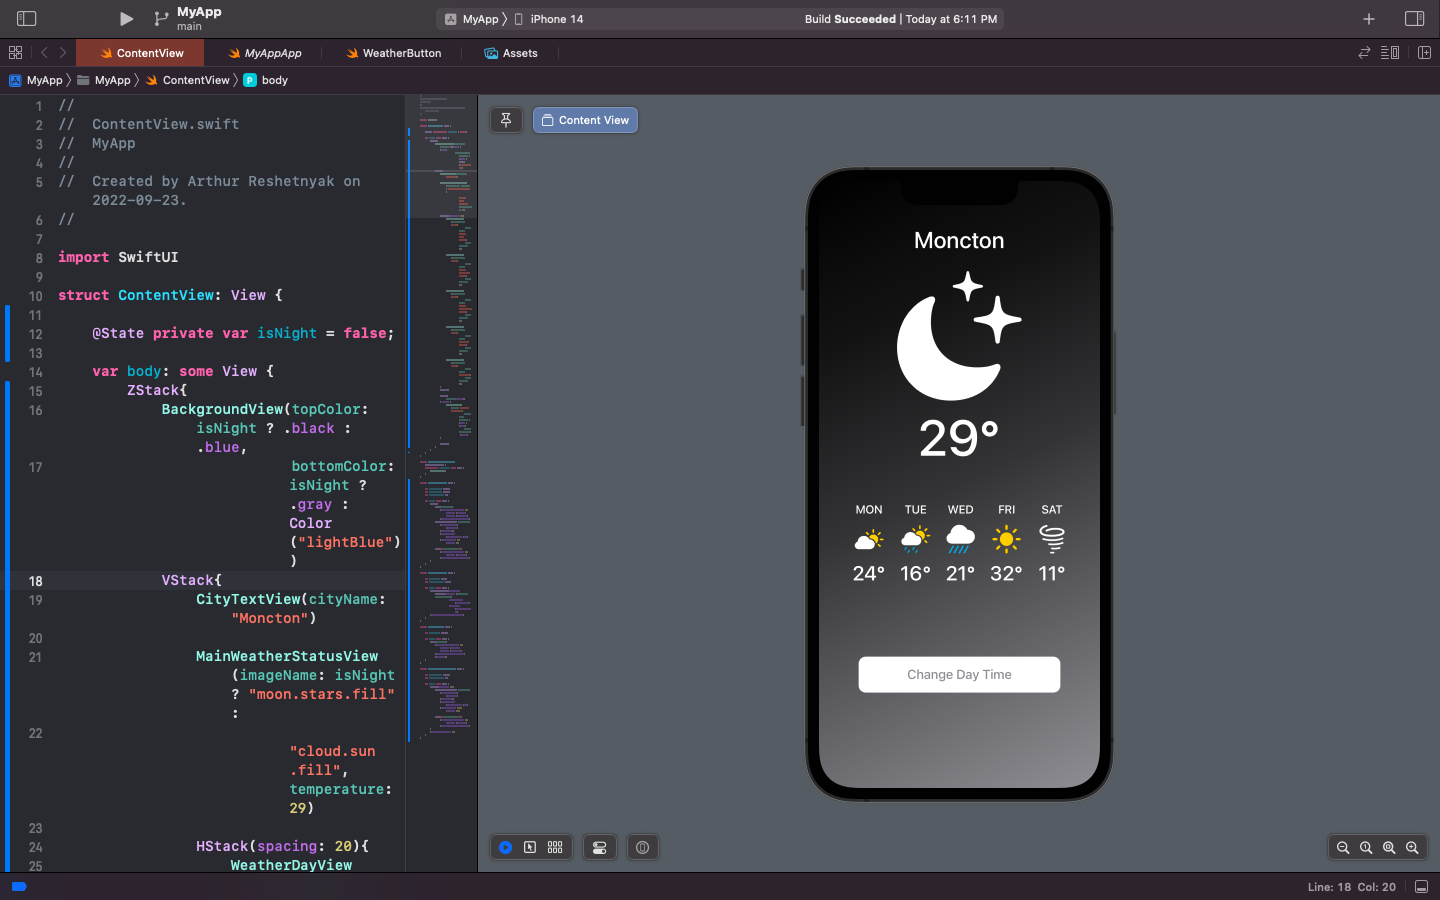 MyApp
main
MyApp 〉 iPhone 14
Build Succeeded | Today at 6:11 PM
ContentView
MyAppApp
WeatherButton
Assets
MyApp 〉 MyApp 〉 ContentView 〉 P body
1 //
2 //  ContentView.swift
3 //  MyApp
4 //
5 //  Created by Arthur Reshetnyak on
2022-09-23.
6 //
7
8 import SwiftUI
9
10 struct ContentView: View {
11
12 @State private var isNight = false;
13
14 var body: some View {
15 ZStack{
16 BackgroundView(topColor:
isNight ? .black :
.blue,
17 bottomColor:
isNight ?
.gray :
Color
("lightBlue")
)
18 VStack{
19 CityTextView(cityName:
"Moncton")
20
21 MainWeatherStatusView
(imageName: isNight
? "moon.stars.fill"
:
22
"cloud.sun
.fill",
temperature:
29)
23
24 HStack(spacing: 20){
25 WeatherDayView
Content View
Moncton
29°
MON TUE WED FRI SAT
24° 16° 21° 32° 11°
Change Day Time
Line: 18 Col: 20